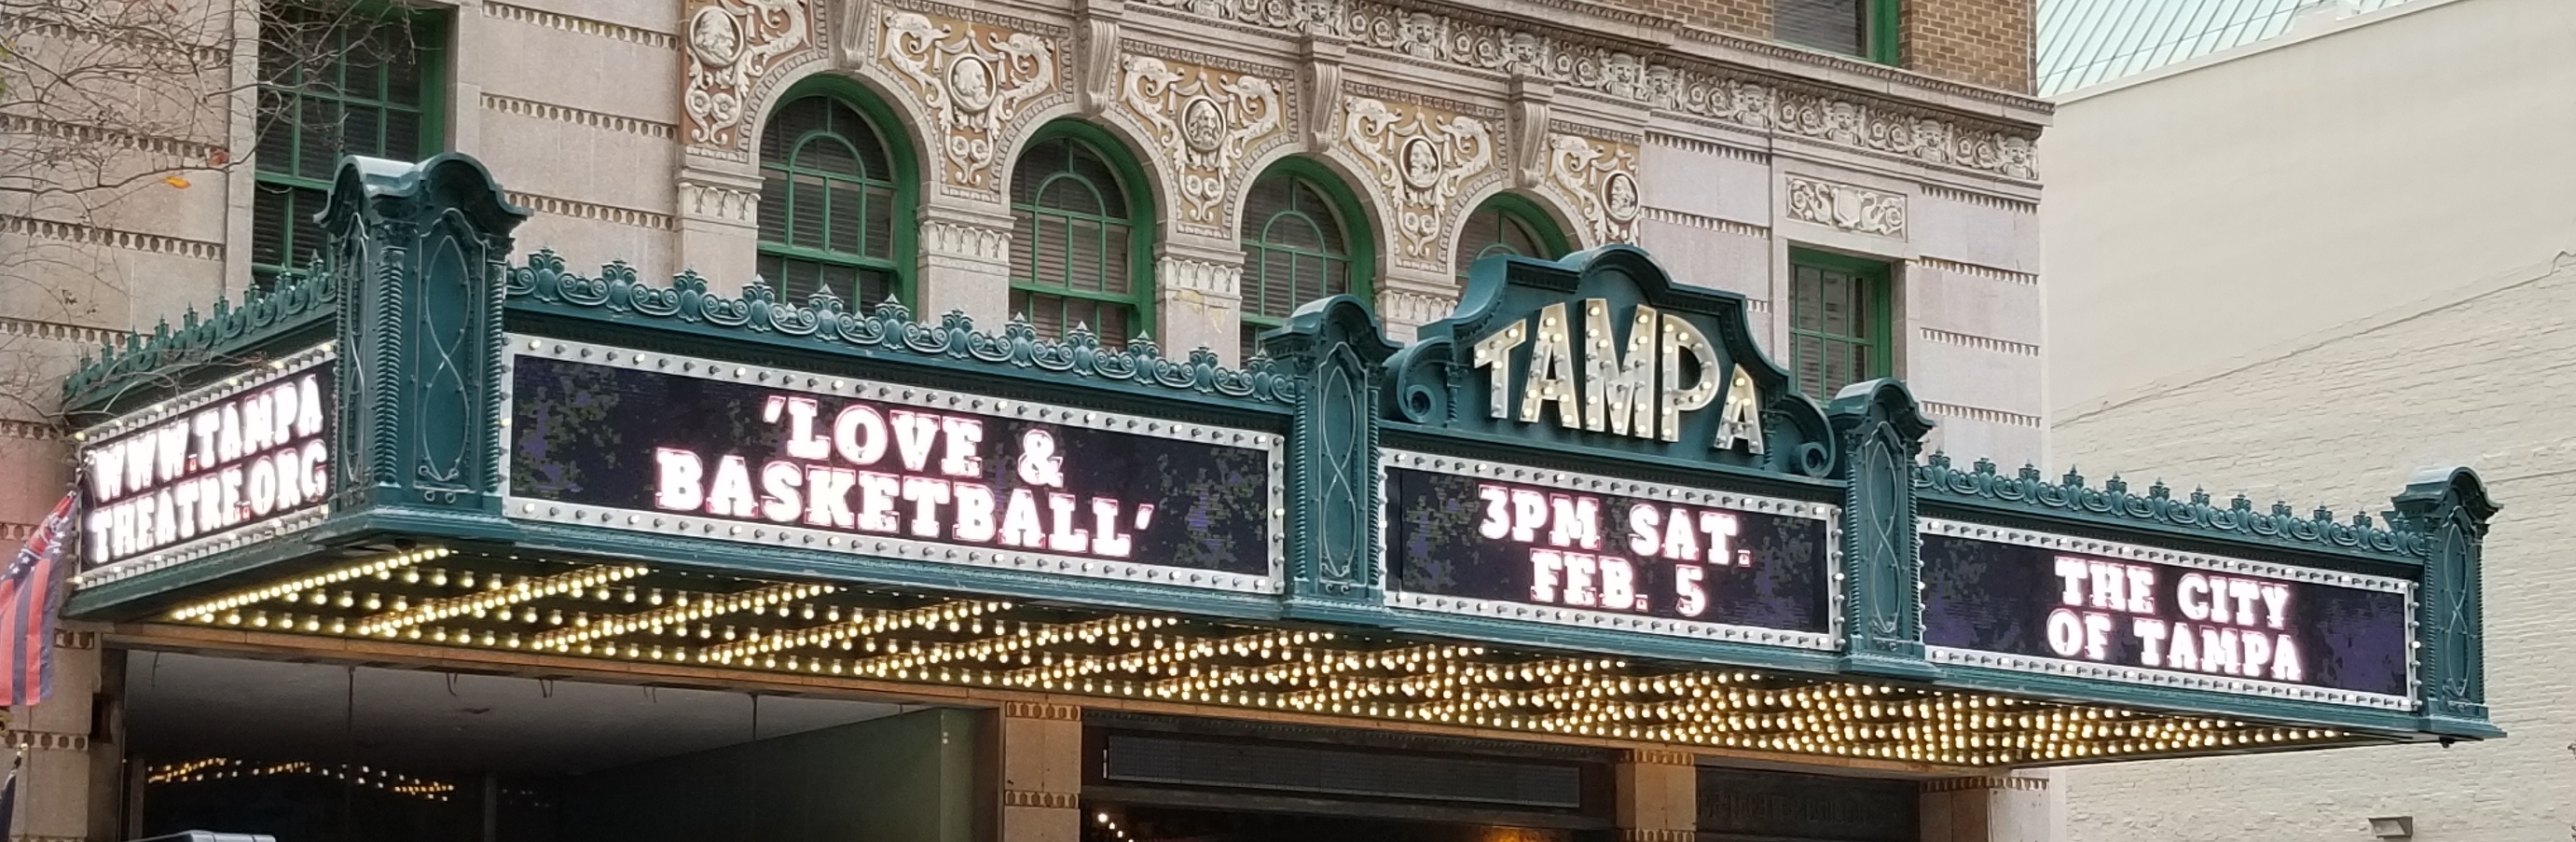 WWW.TAMPA
THEATRE.ORG
'LOVE &
BASKETBALL'
TAMPA
3PM SAT.
FEB. 5
THE CITY
OF TAMPA